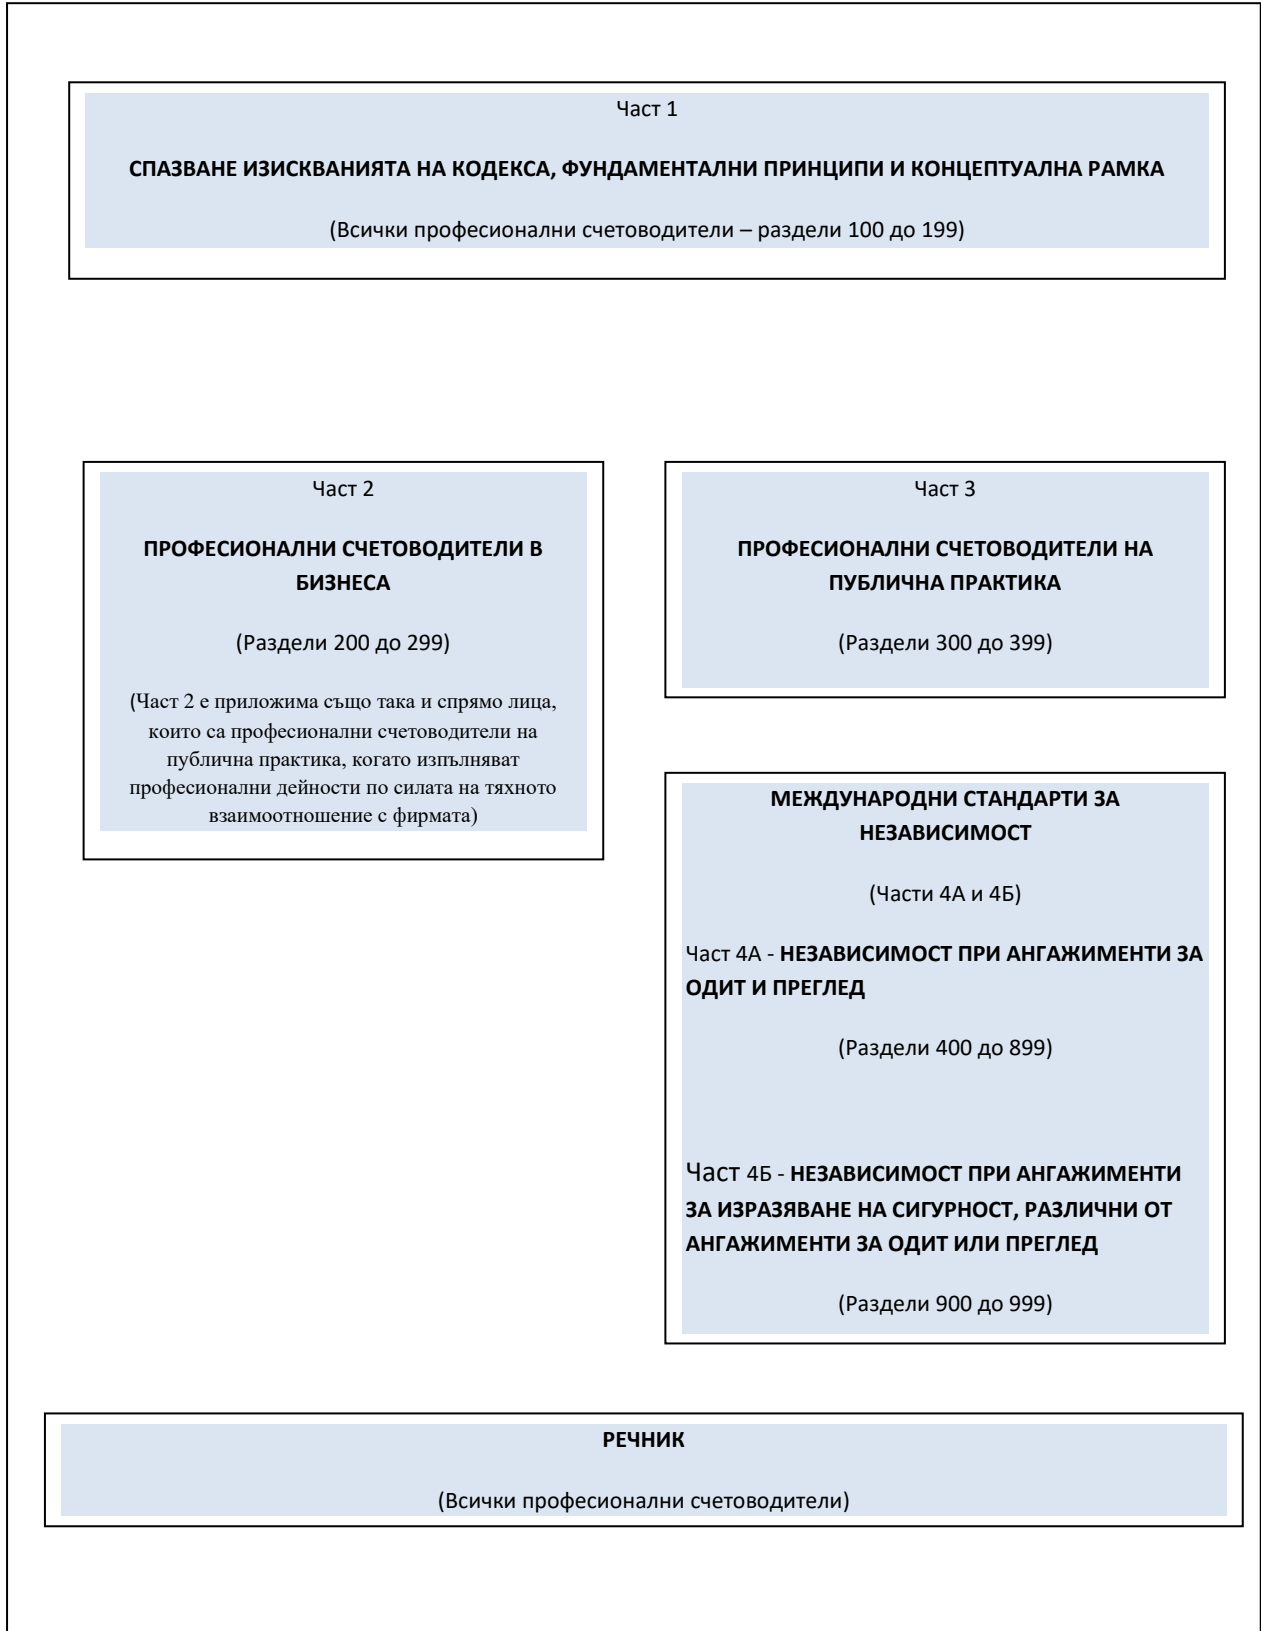 Част 1
СПАЗВАНЕ ИЗИСКВАНИЯТА НА КОДЕКСА, ФУНДАМЕНТАЛНИ ПРИНЦИПИ И КОНЦЕПТУАЛНА РАМКА
(Всички професионални счетоводители – раздели 100 до 199)
Част 2
ПРОФЕСИОНАЛНИ СЧЕТОВОДИТЕЛИ В
БИЗНЕСА
(Раздели 200 до 299)
(Част 2 е приложима също така и спрямо лица,
които са професионални счетоводители на
публична практика, когато изпълняват
професионални дейности по силата на тяхното
взаимоотношение с фирмата)
Част 3
ПРОФЕСИОНАЛНИ СЧЕТОВОДИТЕЛИ НА
ПУБЛИЧНА ПРАКТИКА
(Раздели 300 до 399)
МЕЖДУНАРОДНИ СТАНДАРТИ ЗА
НЕЗАВИСИМОСТ
(Части 4А и 4Б)
Част 4А - НЕЗАВИСИМОСТ ПРИ АНГАЖИМЕНТИ ЗА
ОДИТ И ПРЕГЛЕД
(Раздели 400 до 899)
Част 4Б - НЕЗАВИСИМОСТ ПРИ АНГАЖИМЕНТИ
ЗА ИЗРАЗЯВАНЕ НА СИГУРНОСТ, РАЗЛИЧНИ ОТ
АНГАЖИМЕНТИ ЗА ОДИТ ИЛИ ПРЕГЛЕД
(Раздели 900 до 999)
РЕЧНИК
(Всички професионални счетоводители)